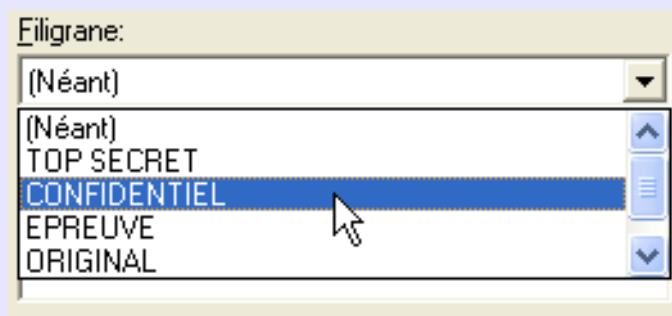 Filigrane:
(Néant)
(Néant)
TOP SECRET
CONFIDENTIEL
EPREUVE
ORIGINAL